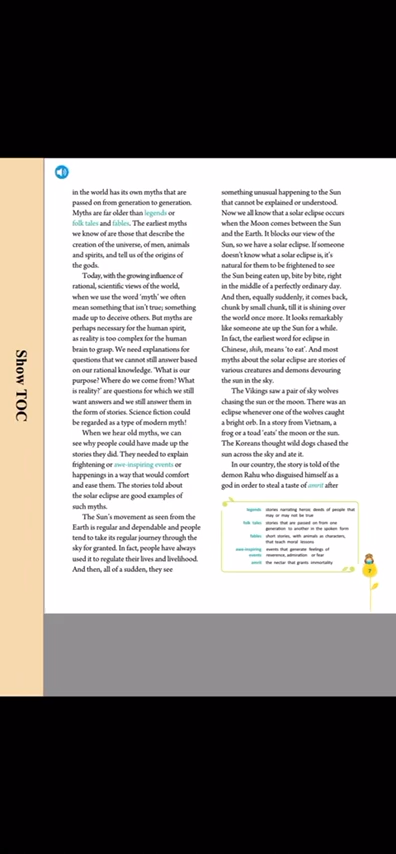 Show TOC
in the world has its own myths that are
passed on from generation to generation.
Myths are far older than legends or
folk tales and fables. The earliest myths
we know of are those that describe the
creation of the universe, of men, animals
and spirits, and tell us of the origins of
the gods.
Today, with the growing influence of
rational, scientific views of the world,
when we use the word 'myth' we often
mean something that isn't true; something
made up to deceive others. But myths are
perhaps necessary for the human spirit,
as reality is too complex for the human
brain to grasp. We need explanations for
questions that we cannot still answer based
on our rational knowledge. 'What is our
purpose? Where do we come from? What
is reality?' are questions for which we still
want answers and we still answer them in
the form of stories. Science fiction could
be regarded as a type of modern myth!
When we hear old myths, we can
see why people could have made up the
stories they did. They needed to explain
frightening or awe-inspiring events or
happenings in a way that would comfort
and ease them. The stories told about
the solar eclipse are good examples of
such myths.
The Sun's movement as seen from the
Earth is regular and dependable and people
tend to take its regular journey through the
sky for granted. In fact, people have always
used it to regulate their lives and livelihood.
And then, all of a sudden, they see
something unusual happening to the Sun
that cannot be explained or understood.
Now we all know that a solar eclipse occurs
when the Moon comes between the Sun
and the Earth. It blocks our view of the
Sun, so we have a solar eclipse. If someone
doesn't know what a solar eclipse is, it's
natural for them to be frightened to see
the Sun being eaten up, bite by bite, right
in the middle of a perfectly ordinary day.
And then, equally suddenly, it comes back,
chunk by small chunk, till it is shining over
the world once more. It looks remarkably
like someone ate up the Sun for a while.
In fact, the earliest word for eclipse in
Chinese, shih, means 'to eat'. And most
myths about the solar eclipse are stories of
various creatures and demons devouring
the sun in the sky.
The Vikings saw a pair of sky wolves
chasing the sun or the moon. There was an
eclipse whenever one of the wolves caught
a bright orb. In a story from Vietnam, a
frog or a toad 'eats' the moon or the sun.
The Koreans thought wild dogs chased the
sun across the sky and ate it.
In our country, the story is told of the
demon Rahu who disguised himself as a
god in order to steal a taste of amrit after
legends stories narrating heroic deeds of people that
may or may not be true
folk tales stories that are passed on from one
generation to another in the spoken form
fables short stories, with animals as characters,
that teach moral lessons
awe-inspiring events that generate feelings of
events reverence, admiration or fear
amrit the nectar that grants immortality
7